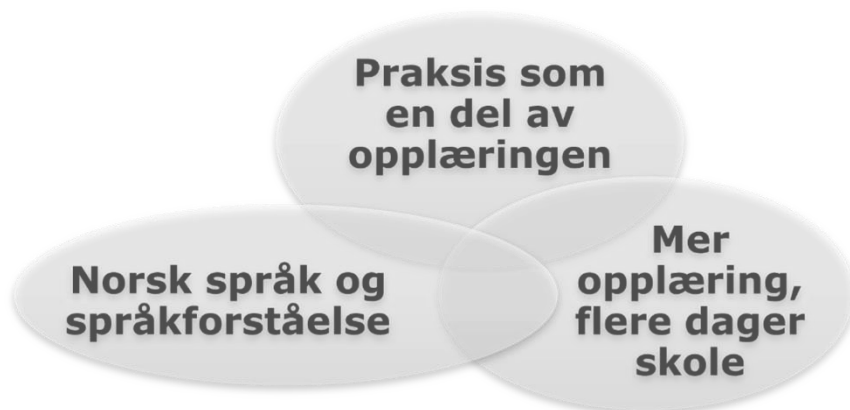 Praksis som
en del av
opplæringen
Norsk språk og
språkforståelse
Mer
opplæring,
flere dager
skole